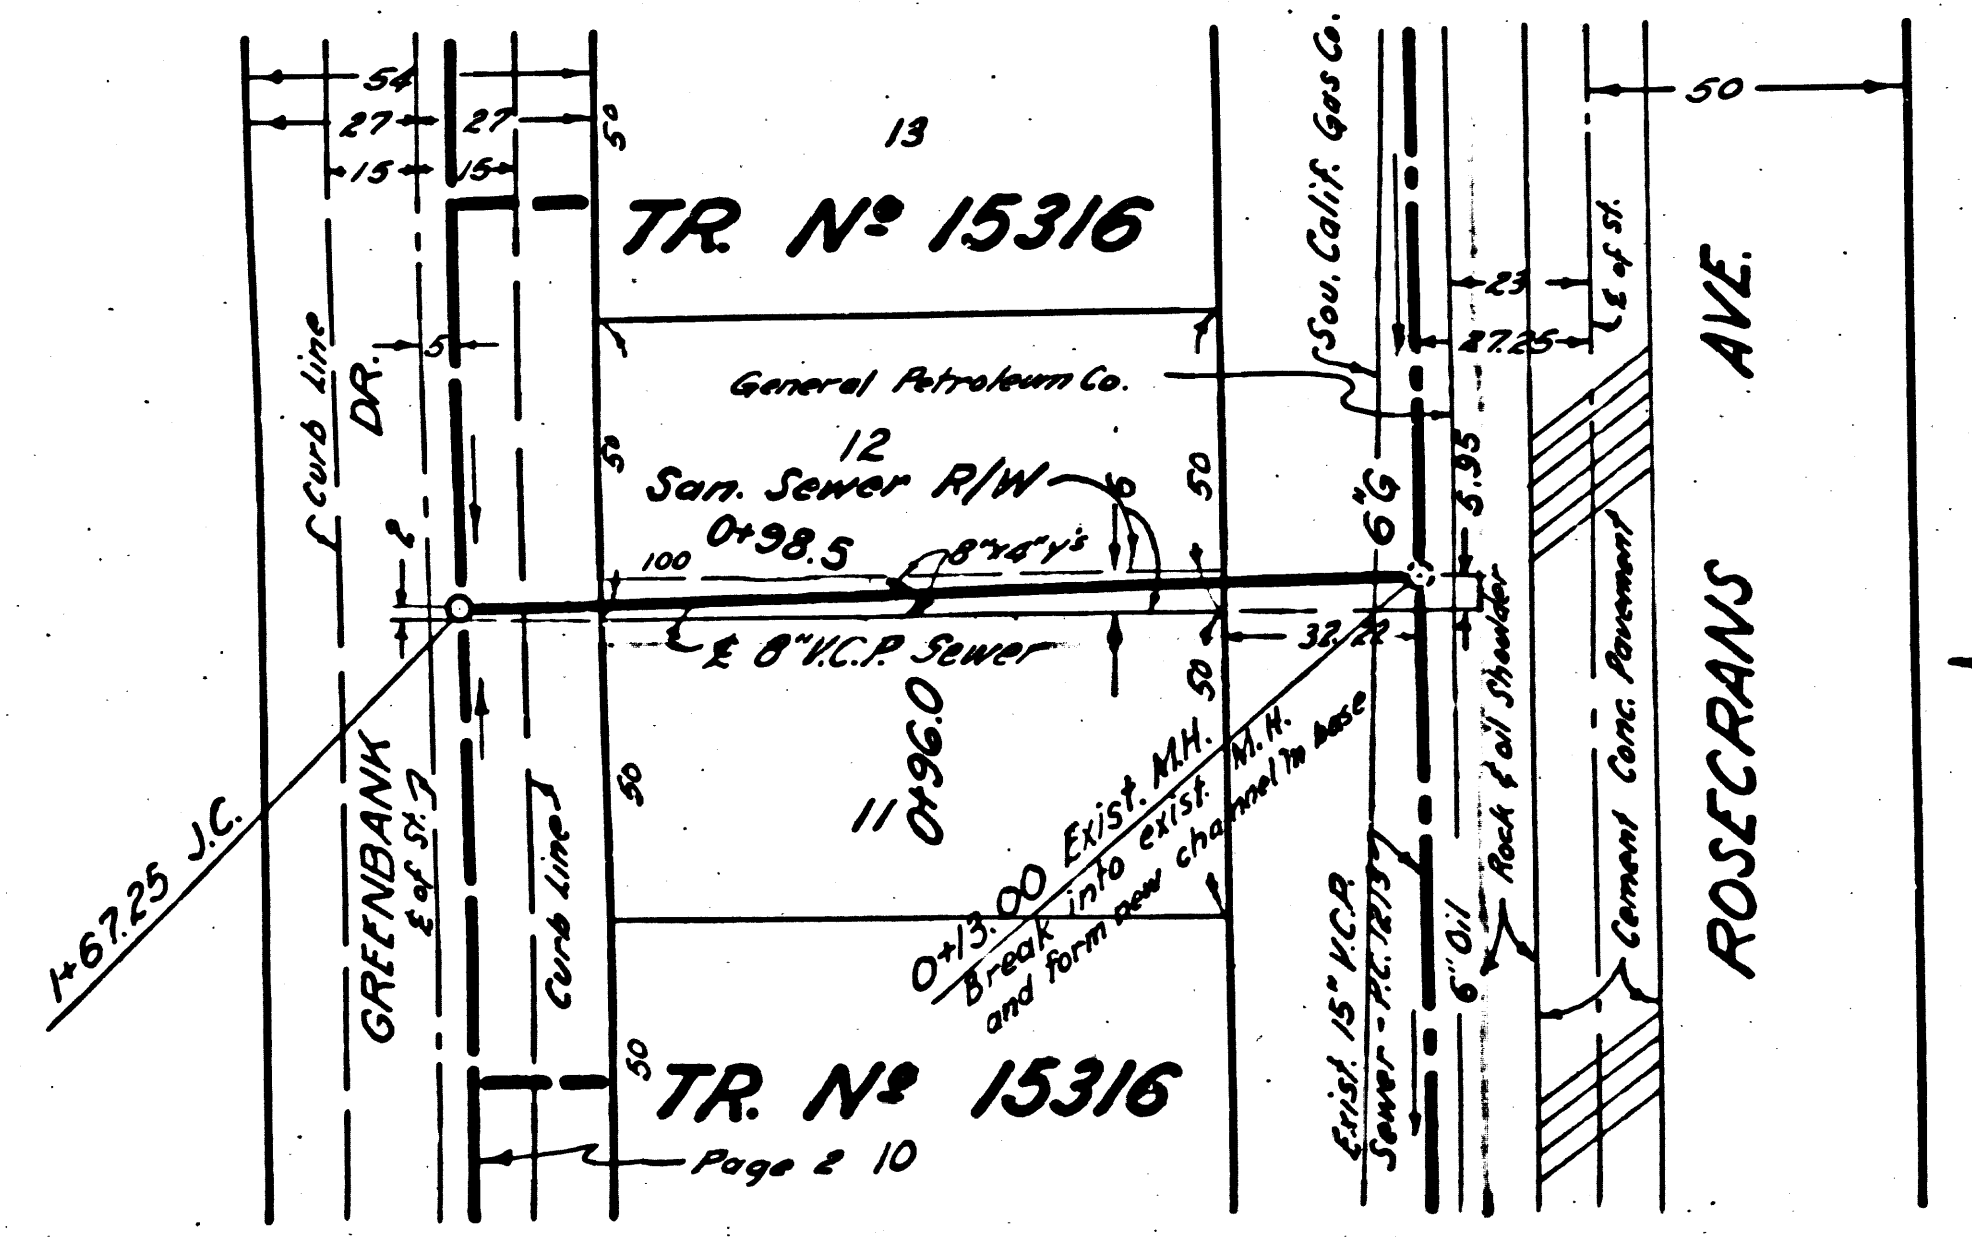 54
27 27
15 15
50
13
TR. Nº 15316
Sou. Calif. Gas Co.
50
23
27.25
℄ of st.
ROSECRANS AVE.
Curb Line
GREENBANK DR.
5
General Petroleum Co.
12
50
San. Sewer R/W
6
50
0+98.5
100
8"x4" Y's
6"G
5.95
2
℄ 8" V.C.P. Sewer
32.22
50
0+96.0
11
50
1+67.25 J.C.
℄ of St.
Curb Line
0+13.00 Exist. M.H.
Break into exist. M.H.
and form new channel in base
Exist. 15" V.C.P.
Sewer - P.C. 1213
6" Oil
Rock & oil Shoulder
Cement Conc. Pavement
50
TR. Nº 15316
Page 2 10